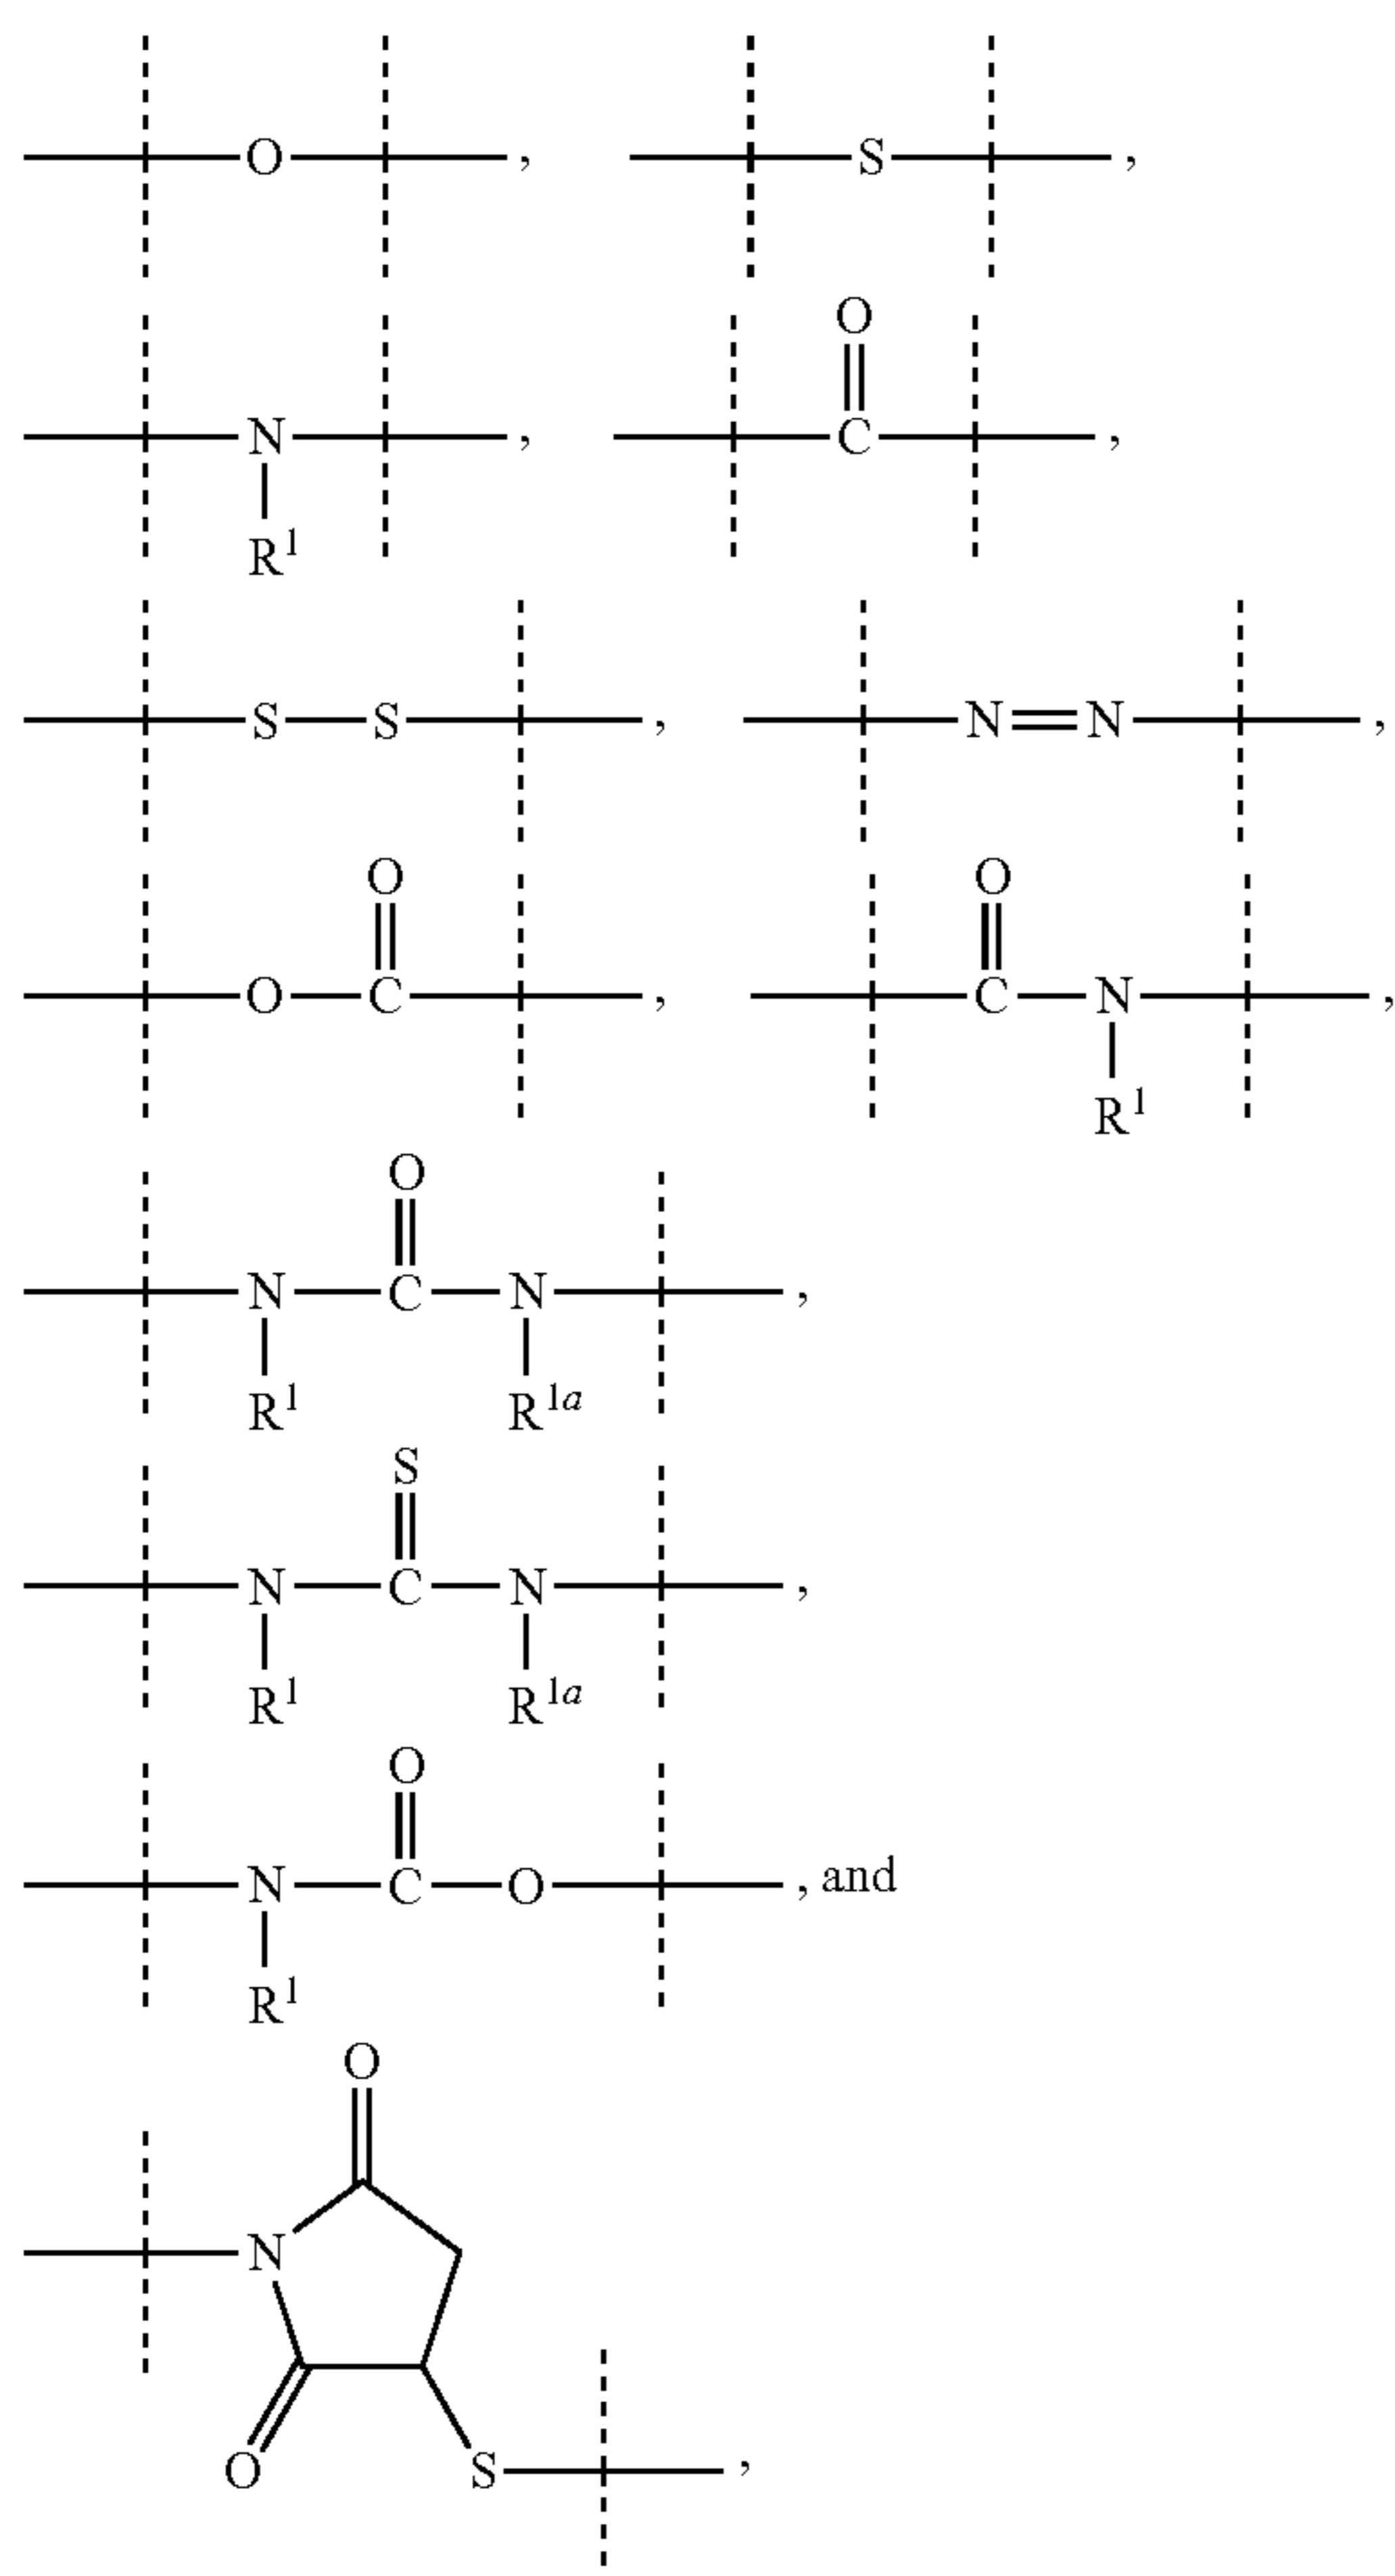 O , S ,
O
N , C ,
R¹
S S , N N ,
O O
O C , C N ,
R¹
O
N C N ,
R¹ R¹ᵃ
S
N C N ,
R¹ R¹ᵃ
O
N C O , and
R¹
O
N
O S ,